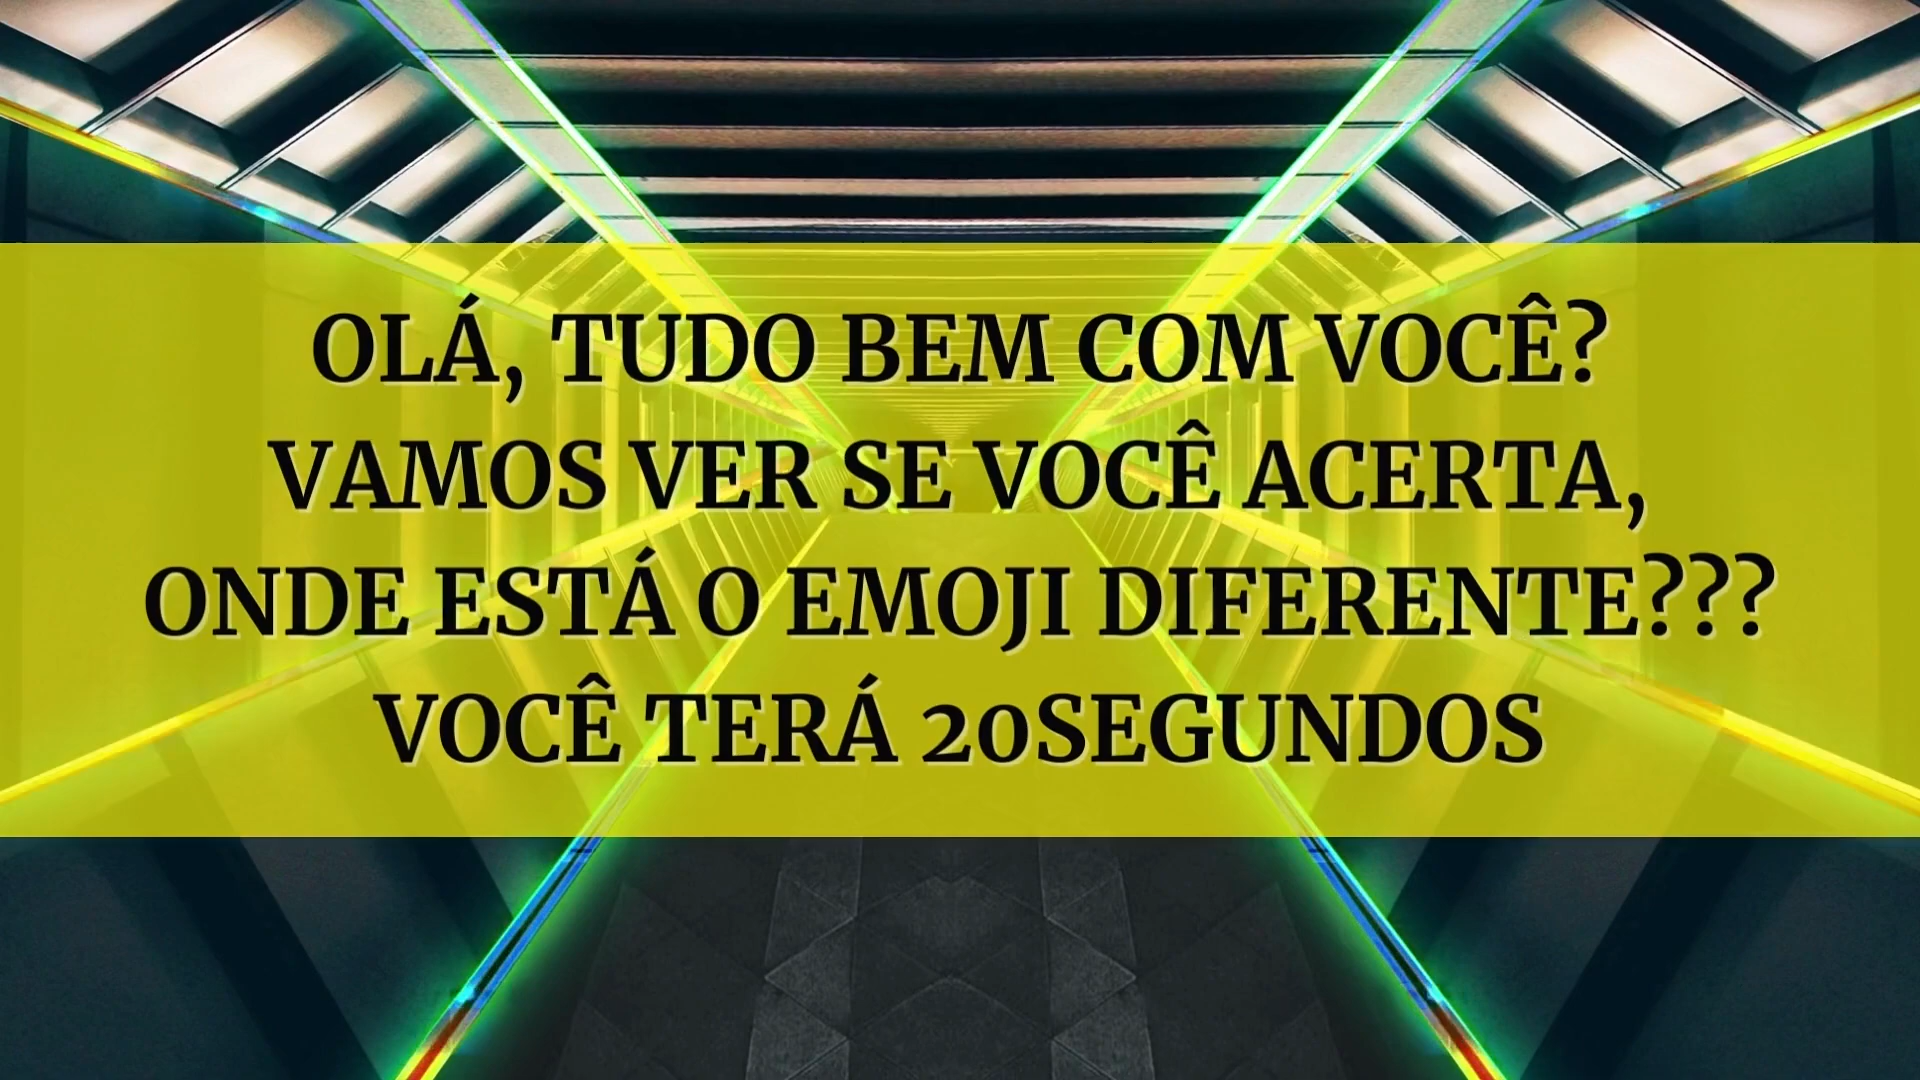 OLÁ, TUDO BEM COM VOCÊ?
VAMOS VER SE VOCÊ ACERTA,
ONDE ESTÁ O EMOJI DIFERENTE???
VOCÊ TERÁ 20SEGUNDOS